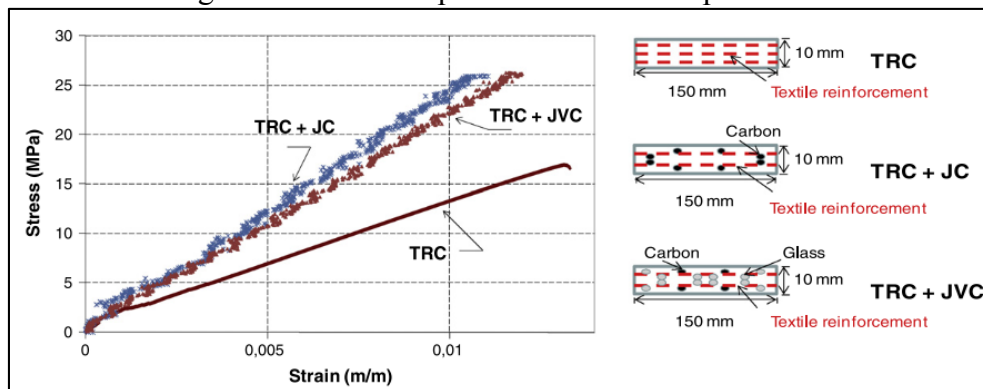 30
25
20
15
10
5
0
Stress (MPa)
0
0,005
0,01
Strain (m/m)
TRC + JC
TRC + JVC
TRC
10 mm
TRC
150 mm
Textile reinforcement
Carbon
10 mm
TRC + JC
150 mm
Textile reinforcement
Carbon
Glass
10 mm
TRC + JVC
150 mm
Textile reinforcement